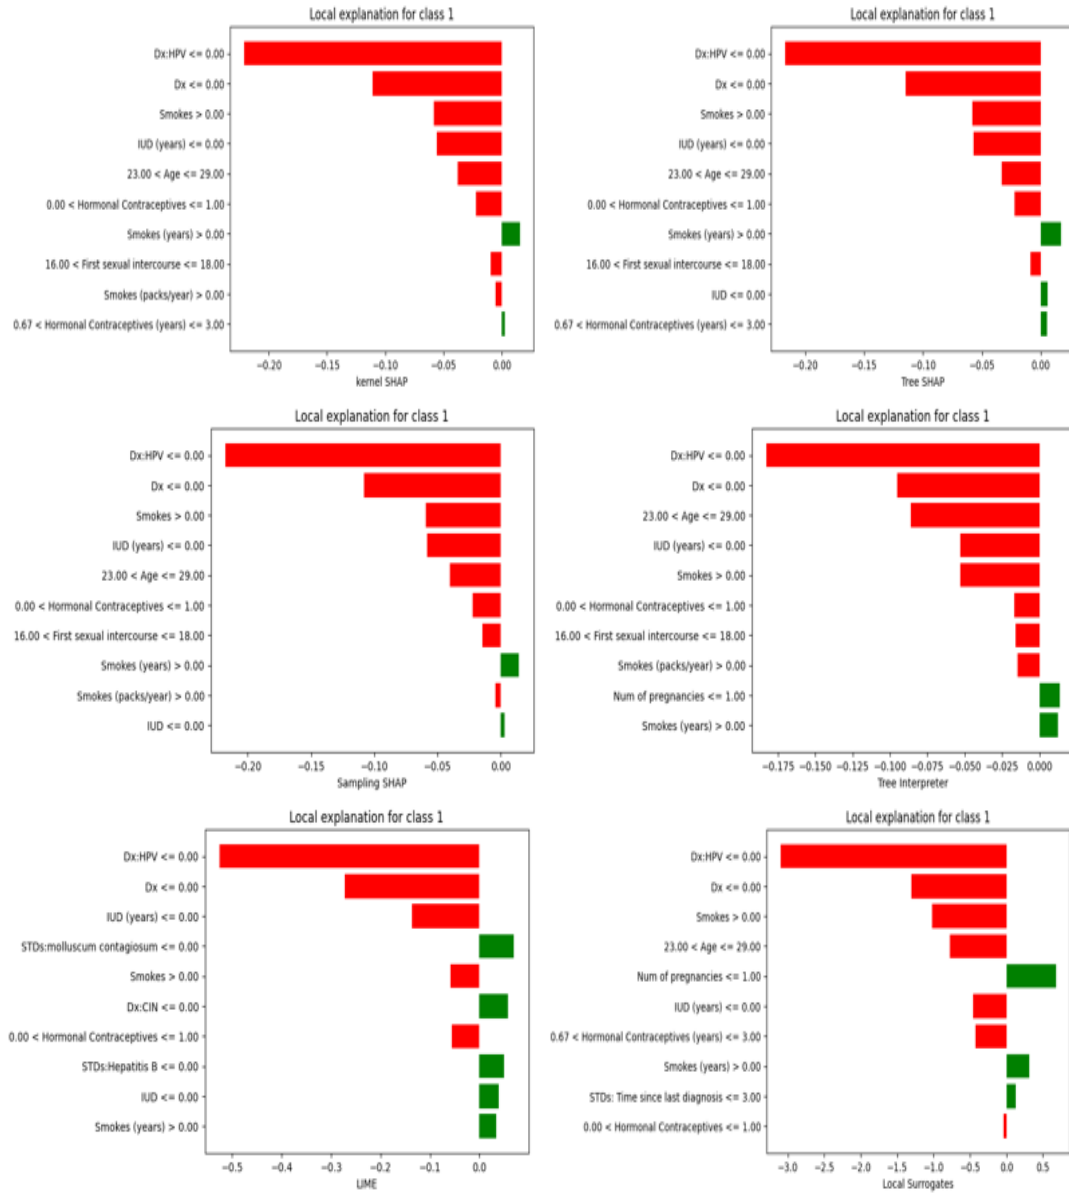 Local explanation for class 1
Dx:HPV <= 0.00
Dx <= 0.00
Smokes > 0.00
IUD (years) <= 0.00
23.00 < Age <= 29.00
0.00 < Hormonal Contraceptives <= 1.00
Smokes (years) > 0.00
16.00 < First sexual intercourse <= 18.00
Smokes (packs/year) > 0.00
0.67 < Hormonal Contraceptives (years) <= 3.00
−0.20 −0.15 −0.10 −0.05 0.00
kernel SHAP
Local explanation for class 1
Dx:HPV <= 0.00
Dx <= 0.00
Smokes > 0.00
IUD (years) <= 0.00
23.00 < Age <= 29.00
0.00 < Hormonal Contraceptives <= 1.00
Smokes (years) > 0.00
16.00 < First sexual intercourse <= 18.00
IUD <= 0.00
0.67 < Hormonal Contraceptives (years) <= 3.00
−0.20 −0.15 −0.10 −0.05 0.00
Tree SHAP
Local explanation for class 1
Dx:HPV <= 0.00
Dx <= 0.00
Smokes > 0.00
IUD (years) <= 0.00
23.00 < Age <= 29.00
0.00 < Hormonal Contraceptives <= 1.00
16.00 < First sexual intercourse <= 18.00
Smokes (years) > 0.00
Smokes (packs/year) > 0.00
IUD <= 0.00
−0.20 −0.15 −0.10 −0.05 0.00
Sampling SHAP
Local explanation for class 1
Dx:HPV <= 0.00
Dx <= 0.00
23.00 < Age <= 29.00
IUD (years) <= 0.00
Smokes > 0.00
0.00 < Hormonal Contraceptives <= 1.00
16.00 < First sexual intercourse <= 18.00
Smokes (packs/year) > 0.00
Num of pregnancies <= 1.00
Smokes (years) > 0.00
−0.175 −0.150 −0.125 −0.100 −0.075 −0.050 −0.025 0.000
Tree Interpreter
Local explanation for class 1
Dx:HPV <= 0.00
Dx <= 0.00
IUD (years) <= 0.00
STDs:molluscum contagiosum <= 0.00
Smokes > 0.00
Dx:CIN <= 0.00
0.00 < Hormonal Contraceptives <= 1.00
STDs:Hepatitis B <= 0.00
IUD <= 0.00
Smokes (years) > 0.00
−0.5 −0.4 −0.3 −0.2 −0.1 0.0
LIME
Local explanation for class 1
Dx:HPV <= 0.00
Dx <= 0.00
Smokes > 0.00
23.00 < Age <= 29.00
Num of pregnancies <= 1.00
IUD (years) <= 0.00
0.67 < Hormonal Contraceptives (years) <= 3.00
Smokes (years) > 0.00
STDs: Time since last diagnosis <= 3.00
0.00 < Hormonal Contraceptives <= 1.00
−3.0 −2.5 −2.0 −1.5 −1.0 −0.5 0.0 0.5
Local Surrogates